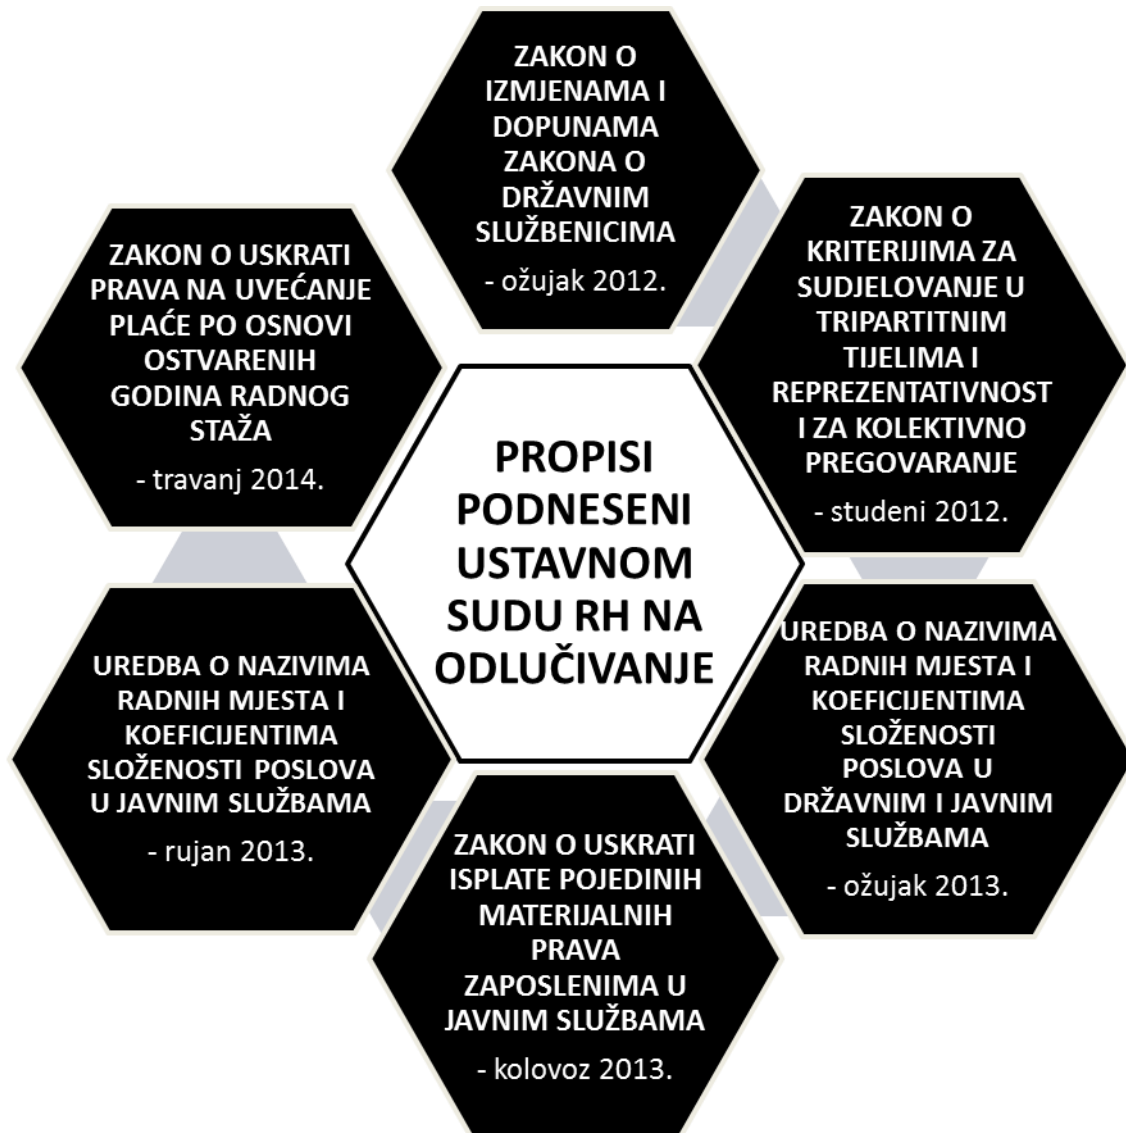 ZAKON O
IZMJENAMA I
DOPUNAMA
ZAKONA O
DRŽAVNIM
SLUŽBENICIMA
- ožujak 2012.
ZAKON O
KRITERIJIMA ZA
SUDJELOVANJE U
TRIPARTITNIM
TIJELIMA I
REPREZENTATIVNOST
I ZA KOLEKTIVNO
PREGOVARANJE
- studeni 2012.
UREDBA O NAZIVIMA
RADNIH MJESTA I
KOEFICIJENTIMA
SLOŽENOSTI
POSLOVA U
DRŽAVNIM I JAVNIM
SLUŽBAMA
- ožujak 2013.
ZAKON O USKRATI
ISPLATE POJEDINIH
MATERIJALNIH
PRAVA
ZAPOSLENIMA U
JAVNIM SLUŽBAMA
- kolovoz 2013.
UREDBA O NAZIVIMA
RADNIH MJESTA I
KOEFICIJENTIMA
SLOŽENOSTI POSLOVA
U JAVNIM SLUŽBAMA
- rujan 2013.
ZAKON O USKRATI
PRAVA NA UVEĆANJE
PLAĆE PO OSNOVI
OSTVARENIH
GODINA RADNOG
STAŽA
- travanj 2014.
PROPISI
PODNESENI
USTAVNOM
SUDU RH NA
ODLUČIVANJE